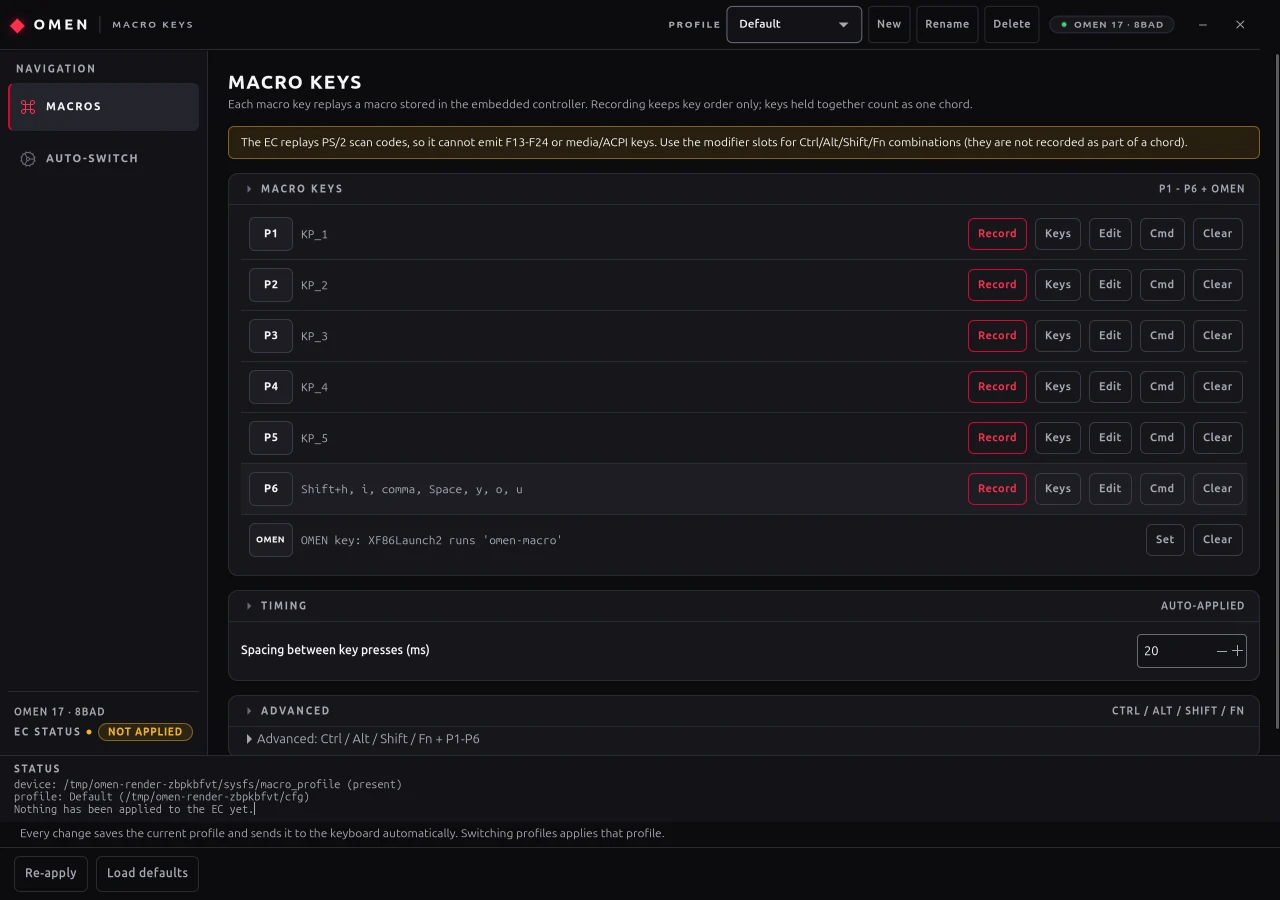 OMEN MACRO KEYS PROFILE Default New Rename Delete OMEN 17 · 8BAD
NAVIGATION
MACROS
AUTO-SWITCH
MACRO KEYS
Each macro key replays a macro stored in the embedded controller. Recording keeps key order only; keys held together count as one chord.
The EC replays PS/2 scan codes, so it cannot emit F13-F24 or media/ACPI keys. Use the modifier slots for Ctrl/Alt/Shift/Fn combinations (they are not recorded as part of a chord).
MACRO KEYS P1 - P6 + OMEN
P1 KP_1 Record Keys Edit Cmd Clear
P2 KP_2 Record Keys Edit Cmd Clear
P3 KP_3 Record Keys Edit Cmd Clear
P4 KP_4 Record Keys Edit Cmd Clear
P5 KP_5 Record Keys Edit Cmd Clear
P6 Shift+h, i, comma, Space, y, o, u Record Keys Edit Cmd Clear
OMEN OMEN key: XF86Launch2 runs 'omen-macro' Set Clear
TIMING AUTO-APPLIED
Spacing between key presses (ms) 20
ADVANCED CTRL / ALT / SHIFT / FN
Advanced: Ctrl / Alt / Shift / Fn + P1-P6
OMEN 17 · 8BAD
EC STATUS NOT APPLIED
STATUS
device: /tmp/omen-render-zbpkbfvt/sysfs/macro_profile (present)
profile: Default (/tmp/omen-render-zbpkbfvt/cfg)
Nothing has been applied to the EC yet.
Every change saves the current profile and sends it to the keyboard automatically. Switching profiles applies that profile.
Re-apply Load defaults